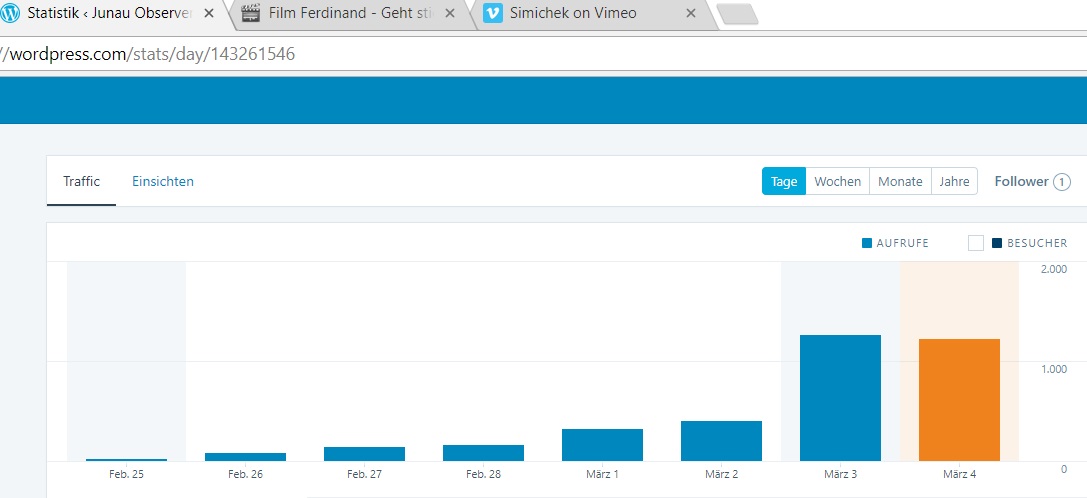 Statistik ‹ Junau Observe
Film Ferdinand - Geht sti
Simichek on Vimeo
//wordpress.com/stats/day/143261546
Traffic
Einsichten
Tage
Wochen
Monate
Jahre
Follower 1
AUFRUFE
BESUCHER
2.000
1.000
0
Feb. 25
Feb. 26
Feb. 27
Feb. 28
März 1
März 2
März 3
März 4